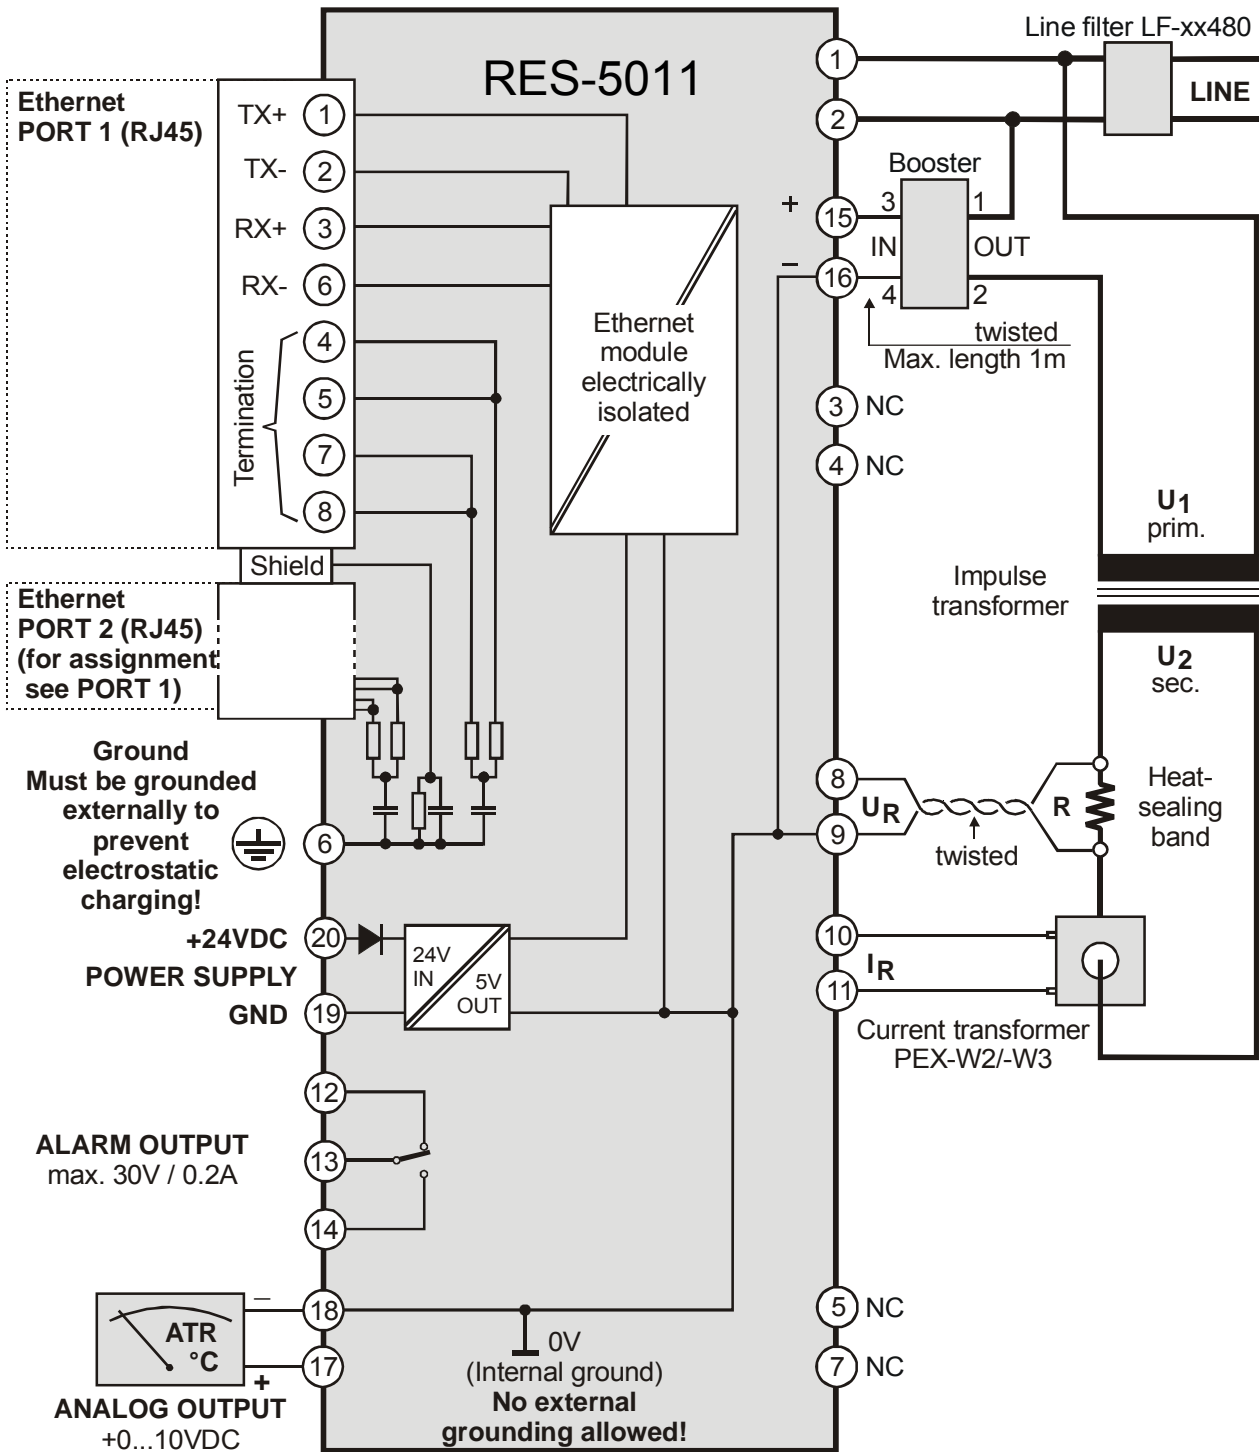 RES-5011
Line filter LF-xx480
LINE
1
2
Ethernet
PORT 1 (RJ45)
TX+ 1
TX- 2
RX+ 3
RX- 6
4
5
7
8
Termination
Shield
Ethernet
PORT 2 (RJ45)
(for assignment
see PORT 1)
Ethernet
module
electrically
isolated
Booster
+ 15 3 1
IN OUT
– 16 4 2
twisted
Max. length 1m
3 NC
4 NC
U1
prim.
Impulse
transformer
U2
sec.
Ground
Must be grounded
externally to
prevent
electrostatic
charging!
6
8
UR
9
twisted
R
Heat-
sealing
band
+24VDC 20
POWER SUPPLY
GND 19
24V
IN
5V
OUT
10
IR
11
Current transformer
PEX-W2/-W3
12
ALARM OUTPUT
max. 30V / 0.2A
13
14
– 18
ATR
°C
+ 17
ANALOG OUTPUT
+0...10VDC
0V
(Internal ground)
No external
grounding allowed!
5 NC
7 NC